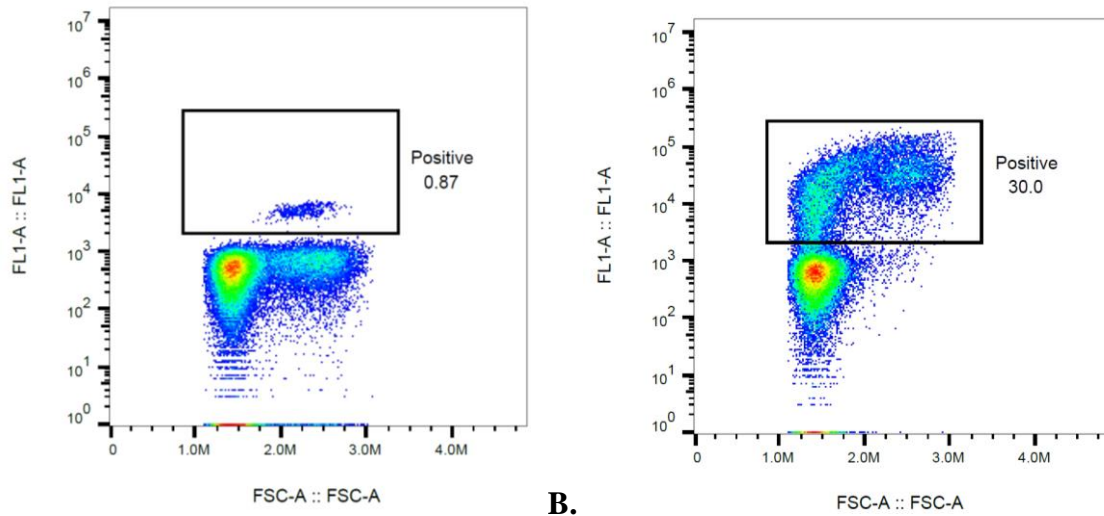 10^7
10^6
10^5
10^4
10^3
10^2
10^1
10^0
FL1-A :: FL1-A
Positive
0.87
0
1.0M
2.0M
3.0M
4.0M
FSC-A :: FSC-A
B.
10^7
10^6
10^5
10^4
10^3
10^2
10^1
10^0
FL1-A :: FL1-A
Positive
30.0
0
1.0M
2.0M
3.0M
4.0M
FSC-A :: FSC-A